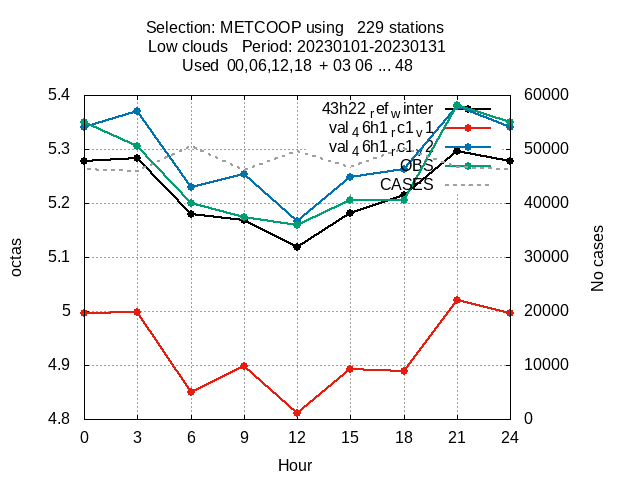 Selection: METCOOP using   229 stations
Low clouds   Period: 20230101-20230131
Used  00,06,12,18  + 03 06 ... 48
5.4
5.3
5.2
5.1
5
4.9
4.8
octas
60000
50000
40000
30000
20000
10000
0
No cases
43h22_ref_winter
val_46h1_rc1_v1
val_46h1_rc1_v2
OBS
CASES
0 3 6 9 12 15 18 21 24
Hour